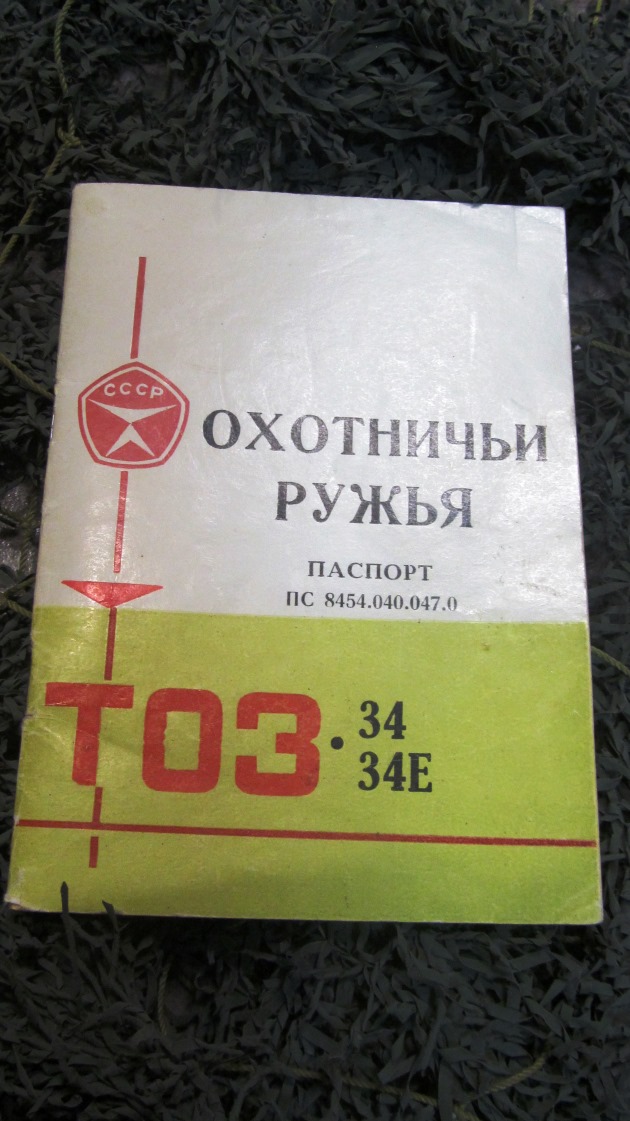 СССР
ОХОТНИЧЬИ
РУЖЬЯ
ПАСПОРТ
ПС 8454.040.047.0
ТОЗ·34
34Е